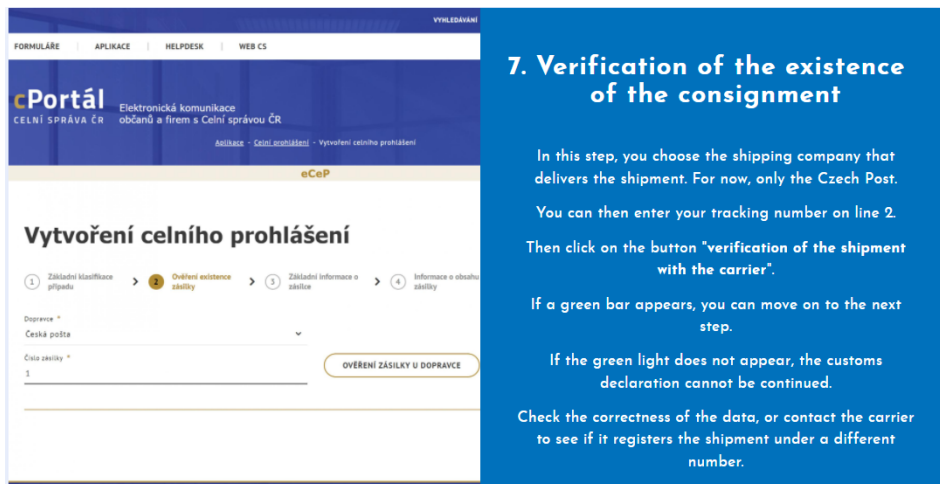 VYHLEDÁVÁNÍ
FORMULÁŘE | APLIKACE | HELPDESK | WEB CS
cPortál
CELNÍ SPRÁVA ČR
Elektronická komunikace
občanů a firem s Celní správou ČR
Aplikace - Celní prohlášení - Vytvoření celního prohlášení
eCeP
Vytvoření celního prohlášení
1 Základní klasifikace
případu
2 Ověření existence
zásilky
3 Základní informace o
zásilce
4 Informace o obsahu
zásilky
Dopravce *
Česká pošta
Číslo zásilky *
1
OVĚŘENÍ ZÁSILKY U DOPRAVCE
7. Verification of the existence
of the consignment
In this step, you choose the shipping company that
delivers the shipment. For now, only the Czech Post.
You can then enter your tracking number on line 2.
Then click on the button "verification of the shipment
with the carrier".
If a green bar appears, you can move on to the next
step.
If the green light does not appear, the customs
declaration cannot be continued.
Check the correctness of the data, or contact the carrier
to see if it registers the shipment under a different
number.